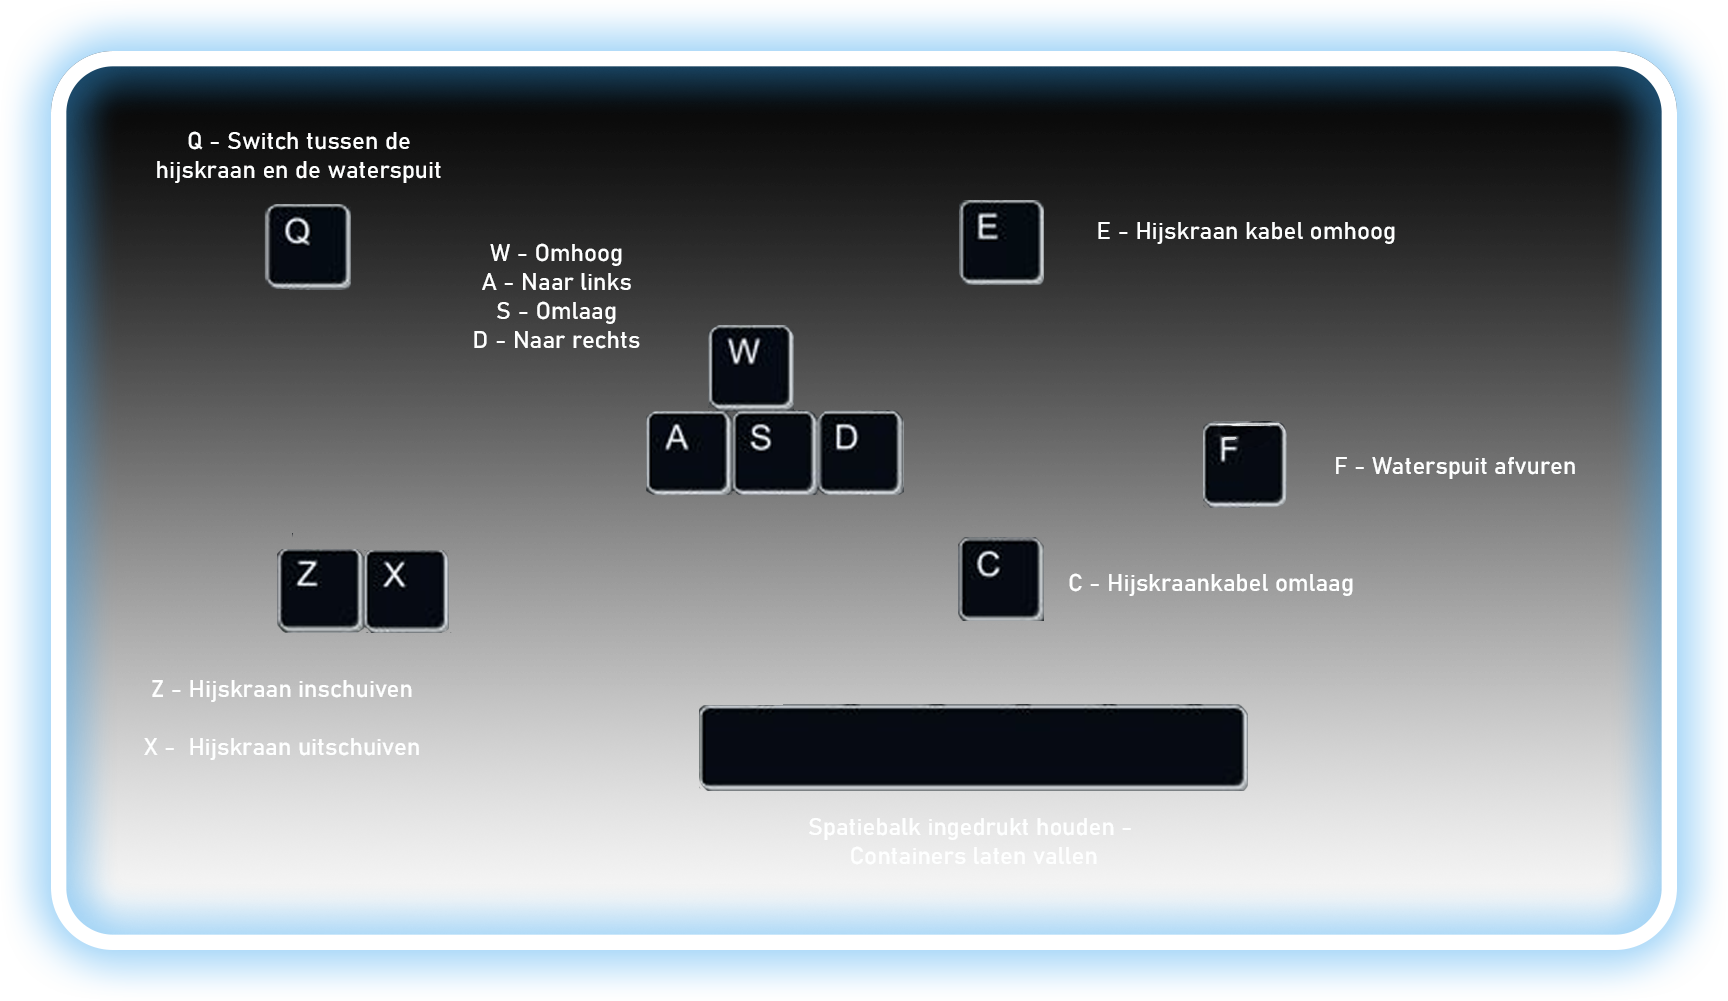 Q - Switch tussen de
hijskraan en de waterspuit
Q
W - Omhoog
A - Naar links
S - Omlaag
D - Naar rechts
W
A S D
E
E - Hijskraan kabel omhoog
F
F - Waterspuit afvuren
Z X
C
C - Hijskraankabel omlaag
Z - Hijskraan inschuiven
X - Hijskraan uitschuiven
Spatiebalk ingedrukt houden -
Containers laten vallen